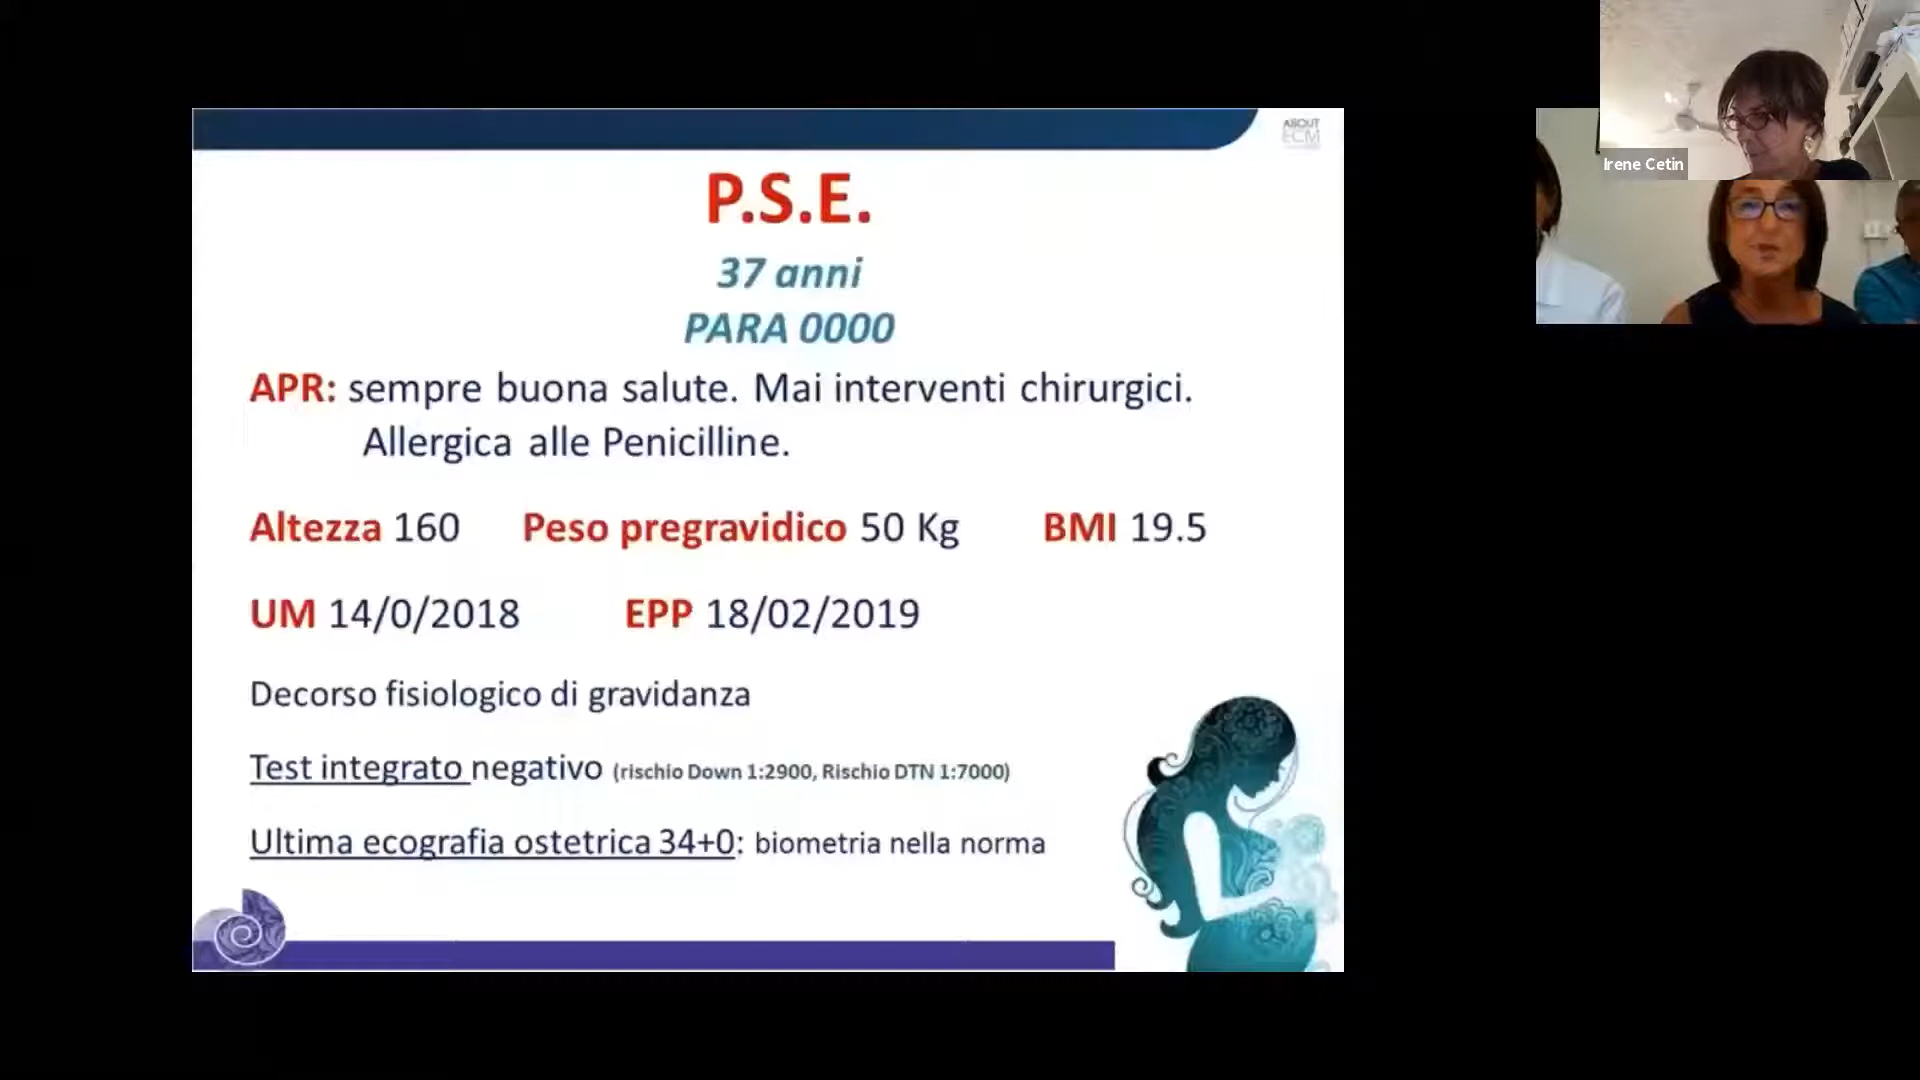 ABOUT
ECM
P.S.E.
37 anni
PARA 0000
APR: sempre buona salute. Mai interventi chirurgici.
Allergica alle Penicilline.
Altezza 160 Peso pregravidico 50 Kg BMI 19.5
UM 14/0/2018 EPP 18/02/2019
Decorso fisiologico di gravidanza
Test integrato negativo (rischio Down 1:2900, Rischio DTN 1:7000)
Ultima ecografia ostetrica 34+0: biometria nella norma
Irene Cetin